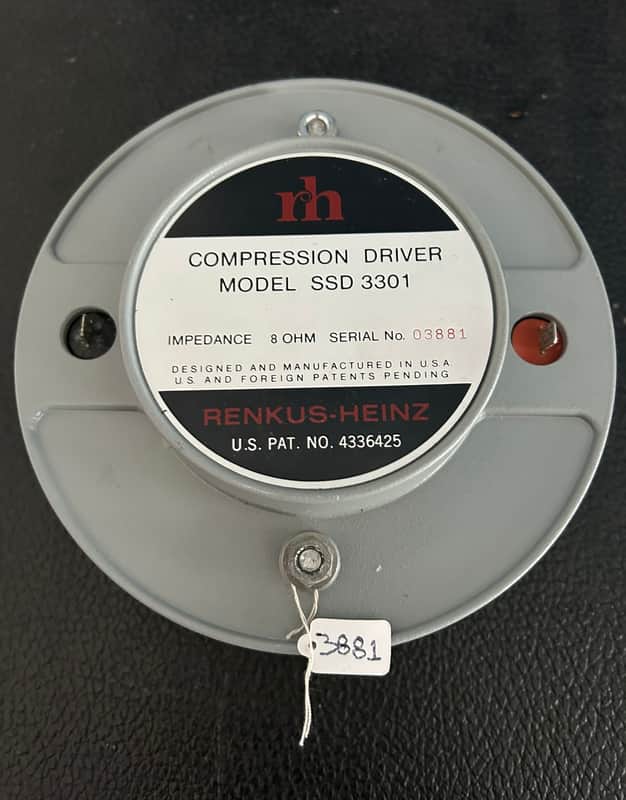 rh
COMPRESSION DRIVER
MODEL SSD 3301
IMPEDANCE 8 OHM SERIAL No. 03881
DESIGNED AND MANUFACTURED IN U.S.A.
U.S. AND FOREIGN PATENTS PENDING
RENKUS-HEINZ
U.S. PAT. NO. 4336425
3881